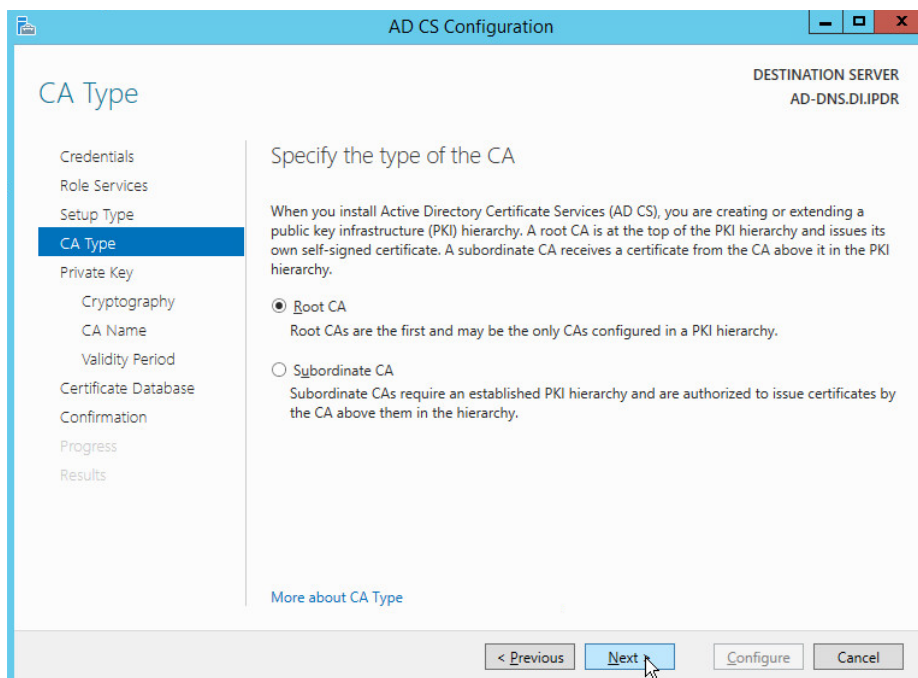 AD CS Configuration
DESTINATION SERVER
AD-DNS.DI.IPDR
CA Type
Credentials
Role Services
Setup Type
CA Type
Private Key
Cryptography
CA Name
Validity Period
Certificate Database
Confirmation
Progress
Results
Specify the type of the CA
When you install Active Directory Certificate Services (AD CS), you are creating or extending a
public key infrastructure (PKI) hierarchy. A root CA is at the top of the PKI hierarchy and issues its
own self-signed certificate. A subordinate CA receives a certificate from the CA above it in the PKI
hierarchy.
Root CA
Root CAs are the first and may be the only CAs configured in a PKI hierarchy.
Subordinate CA
Subordinate CAs require an established PKI hierarchy and are authorized to issue certificates by
the CA above them in the hierarchy.
More about CA Type
< Previous
Next >
Configure
Cancel